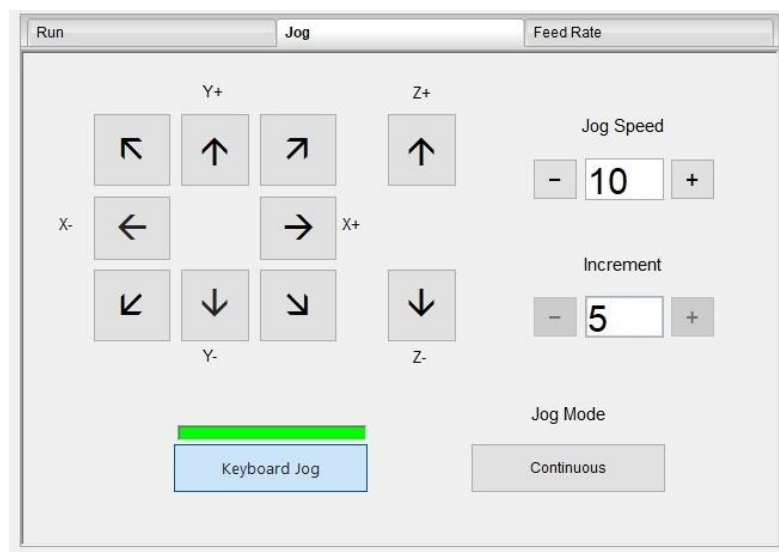 Run
Jog
Feed Rate
Y+
Z+
Jog Speed
- 10 +
X-
X+
Increment
- 5 +
Y-
Z-
Jog Mode
Keyboard Jog
Continuous